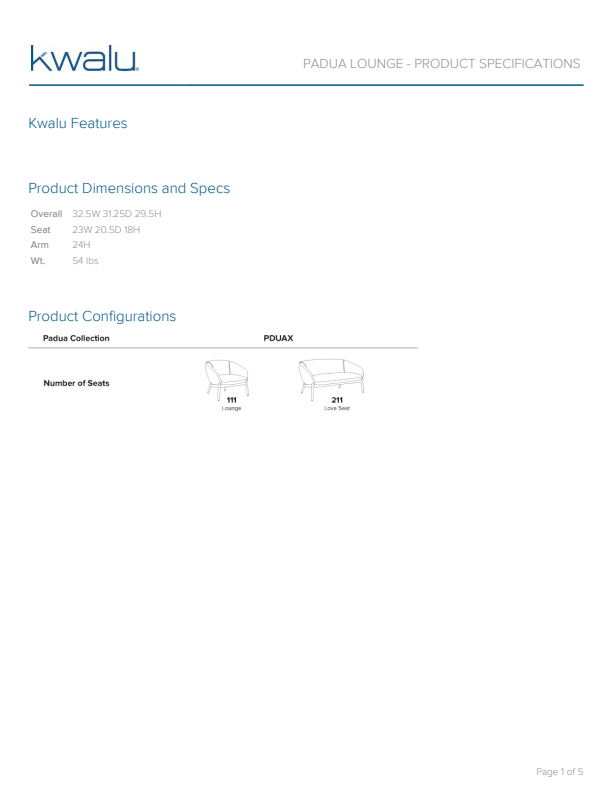 kwalu.
PADUA LOUNGE - PRODUCT SPECIFICATIONS
Kwalu Features
Product Dimensions and Specs
Overall 32.5W 31.25D 29.5H
Seat 23W 20.5D 18H
Arm 24H
Wt. 54 lbs
Product Configurations
Padua Collection PDUAX
Number of Seats
111 211
Lounge Love Seat
Page 1 of 5